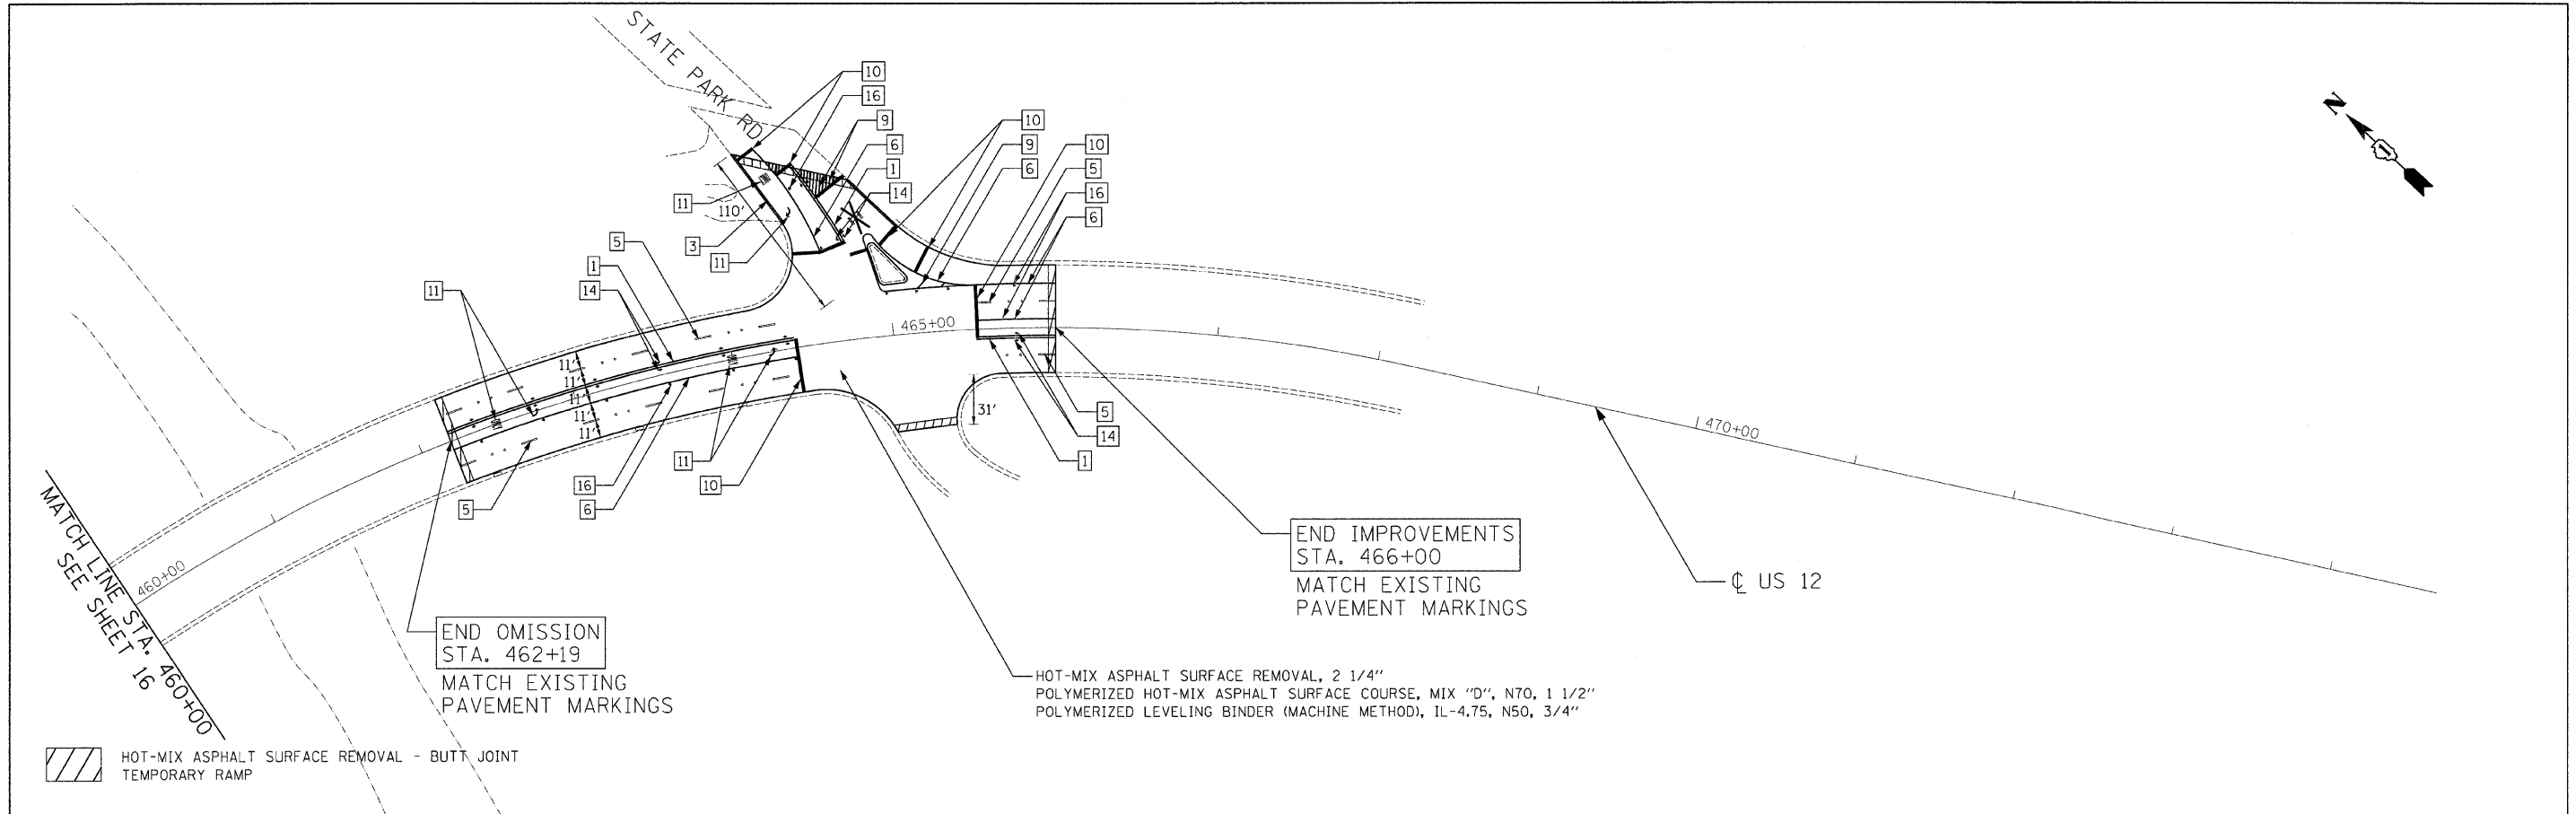 STATE PARK RD
N
10
16
9
6
1
14
11
110'
3
11
10
9
6
10
5
16
6
5
1
14
11
11'
11'
11'
11'
11'
465+00
31'
5
14
1
11
10
16
6
5
470+00
460+00
MATCH LINE STA. 460+00
SEE SHEET 16
END OMISSION
STA. 462+19
MATCH EXISTING
PAVEMENT MARKINGS
END IMPROVEMENTS
STA. 466+00
MATCH EXISTING
PAVEMENT MARKINGS
℄ US 12
HOT-MIX ASPHALT SURFACE REMOVAL, 2 1/4"
POLYMERIZED HOT-MIX ASPHALT SURFACE COURSE, MIX "D", N70, 1 1/2"
POLYMERIZED LEVELING BINDER (MACHINE METHOD), IL-4.75, N50, 3/4"
HOT-MIX ASPHALT SURFACE REMOVAL - BUTT JOINT
TEMPORARY RAMP